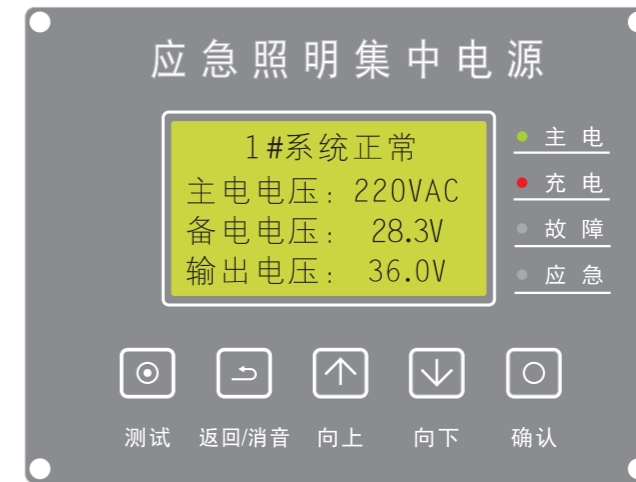 应急照明集中电源
1#系统正常
主电电压：220VAC
备电电压：28.3V
输出电压：36.0V
主电
充电
故障
应急
测试 返回/消音 向上 向下 确认